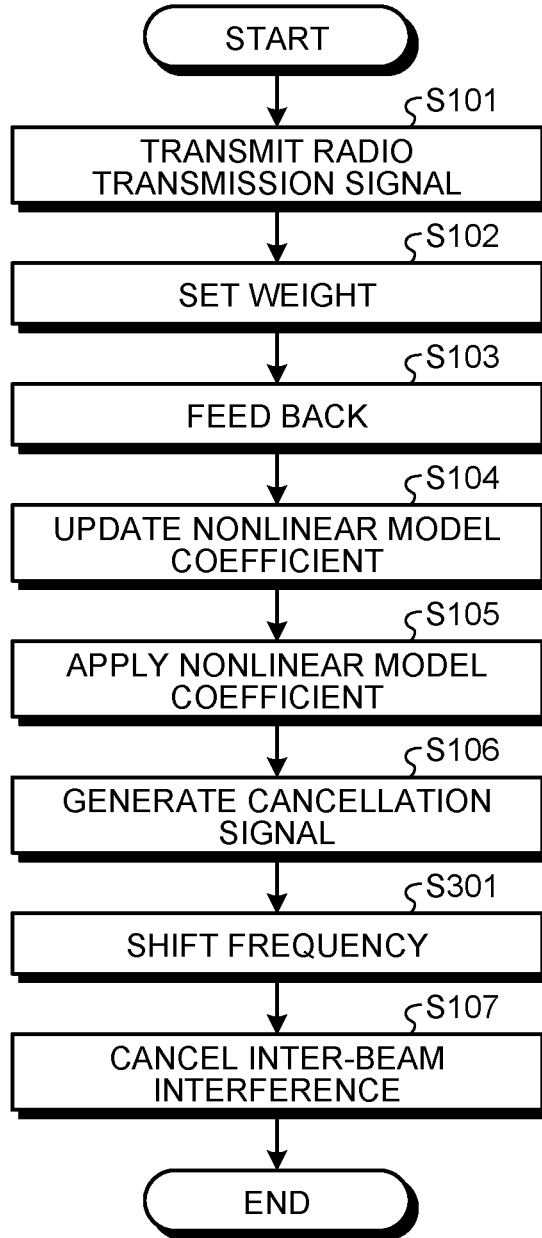 START
S101
TRANSMIT RADIO
TRANSMISSION SIGNAL
S102
SET WEIGHT
S103
FEED BACK
S104
UPDATE NONLINEAR MODEL
COEFFICIENT
S105
APPLY NONLINEAR MODEL
COEFFICIENT
S106
GENERATE CANCELLATION
SIGNAL
S301
SHIFT FREQUENCY
S107
CANCEL INTER-BEAM
INTERFERENCE
END